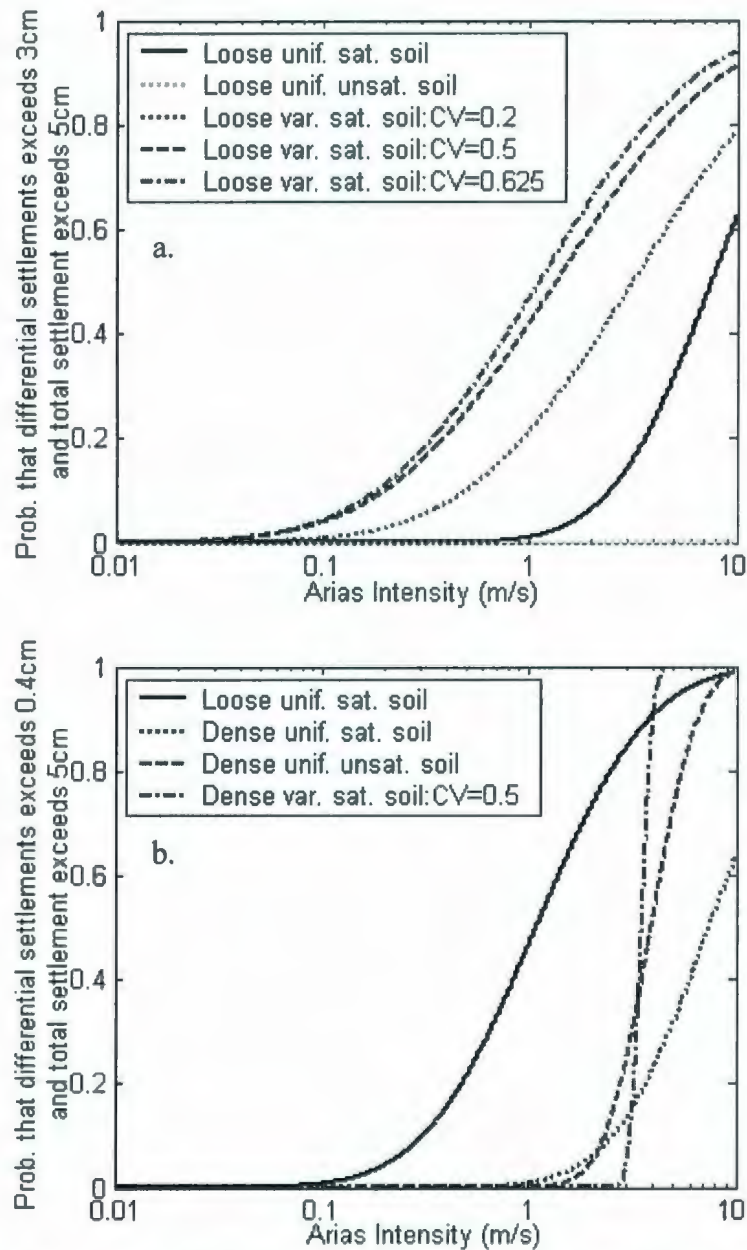 1
0.8
0.6
0.4
0.2
0
Prob. that differential settlements exceeds 3cm
and total settlement exceeds 5cm
Loose unif. sat. soil
Loose unif. unsat. soil
Loose var. sat. soil:CV=0.2
Loose var. sat. soil:CV=0.5
Loose var. sat. soil:CV=0.625
a.
0.01
0.1
1
10
Arias Intensity (m/s)
1
0.8
0.6
0.4
0.2
0
Prob. that differential settlements exceeds 0.4cm
and total settlement exceeds 5cm
Loose unif. sat. soil
Dense unif. sat. soil
Dense unif. unsat. soil
Dense var. sat. soil:CV=0.5
b.
0.01
0.1
1
10
Arias Intensity (m/s)